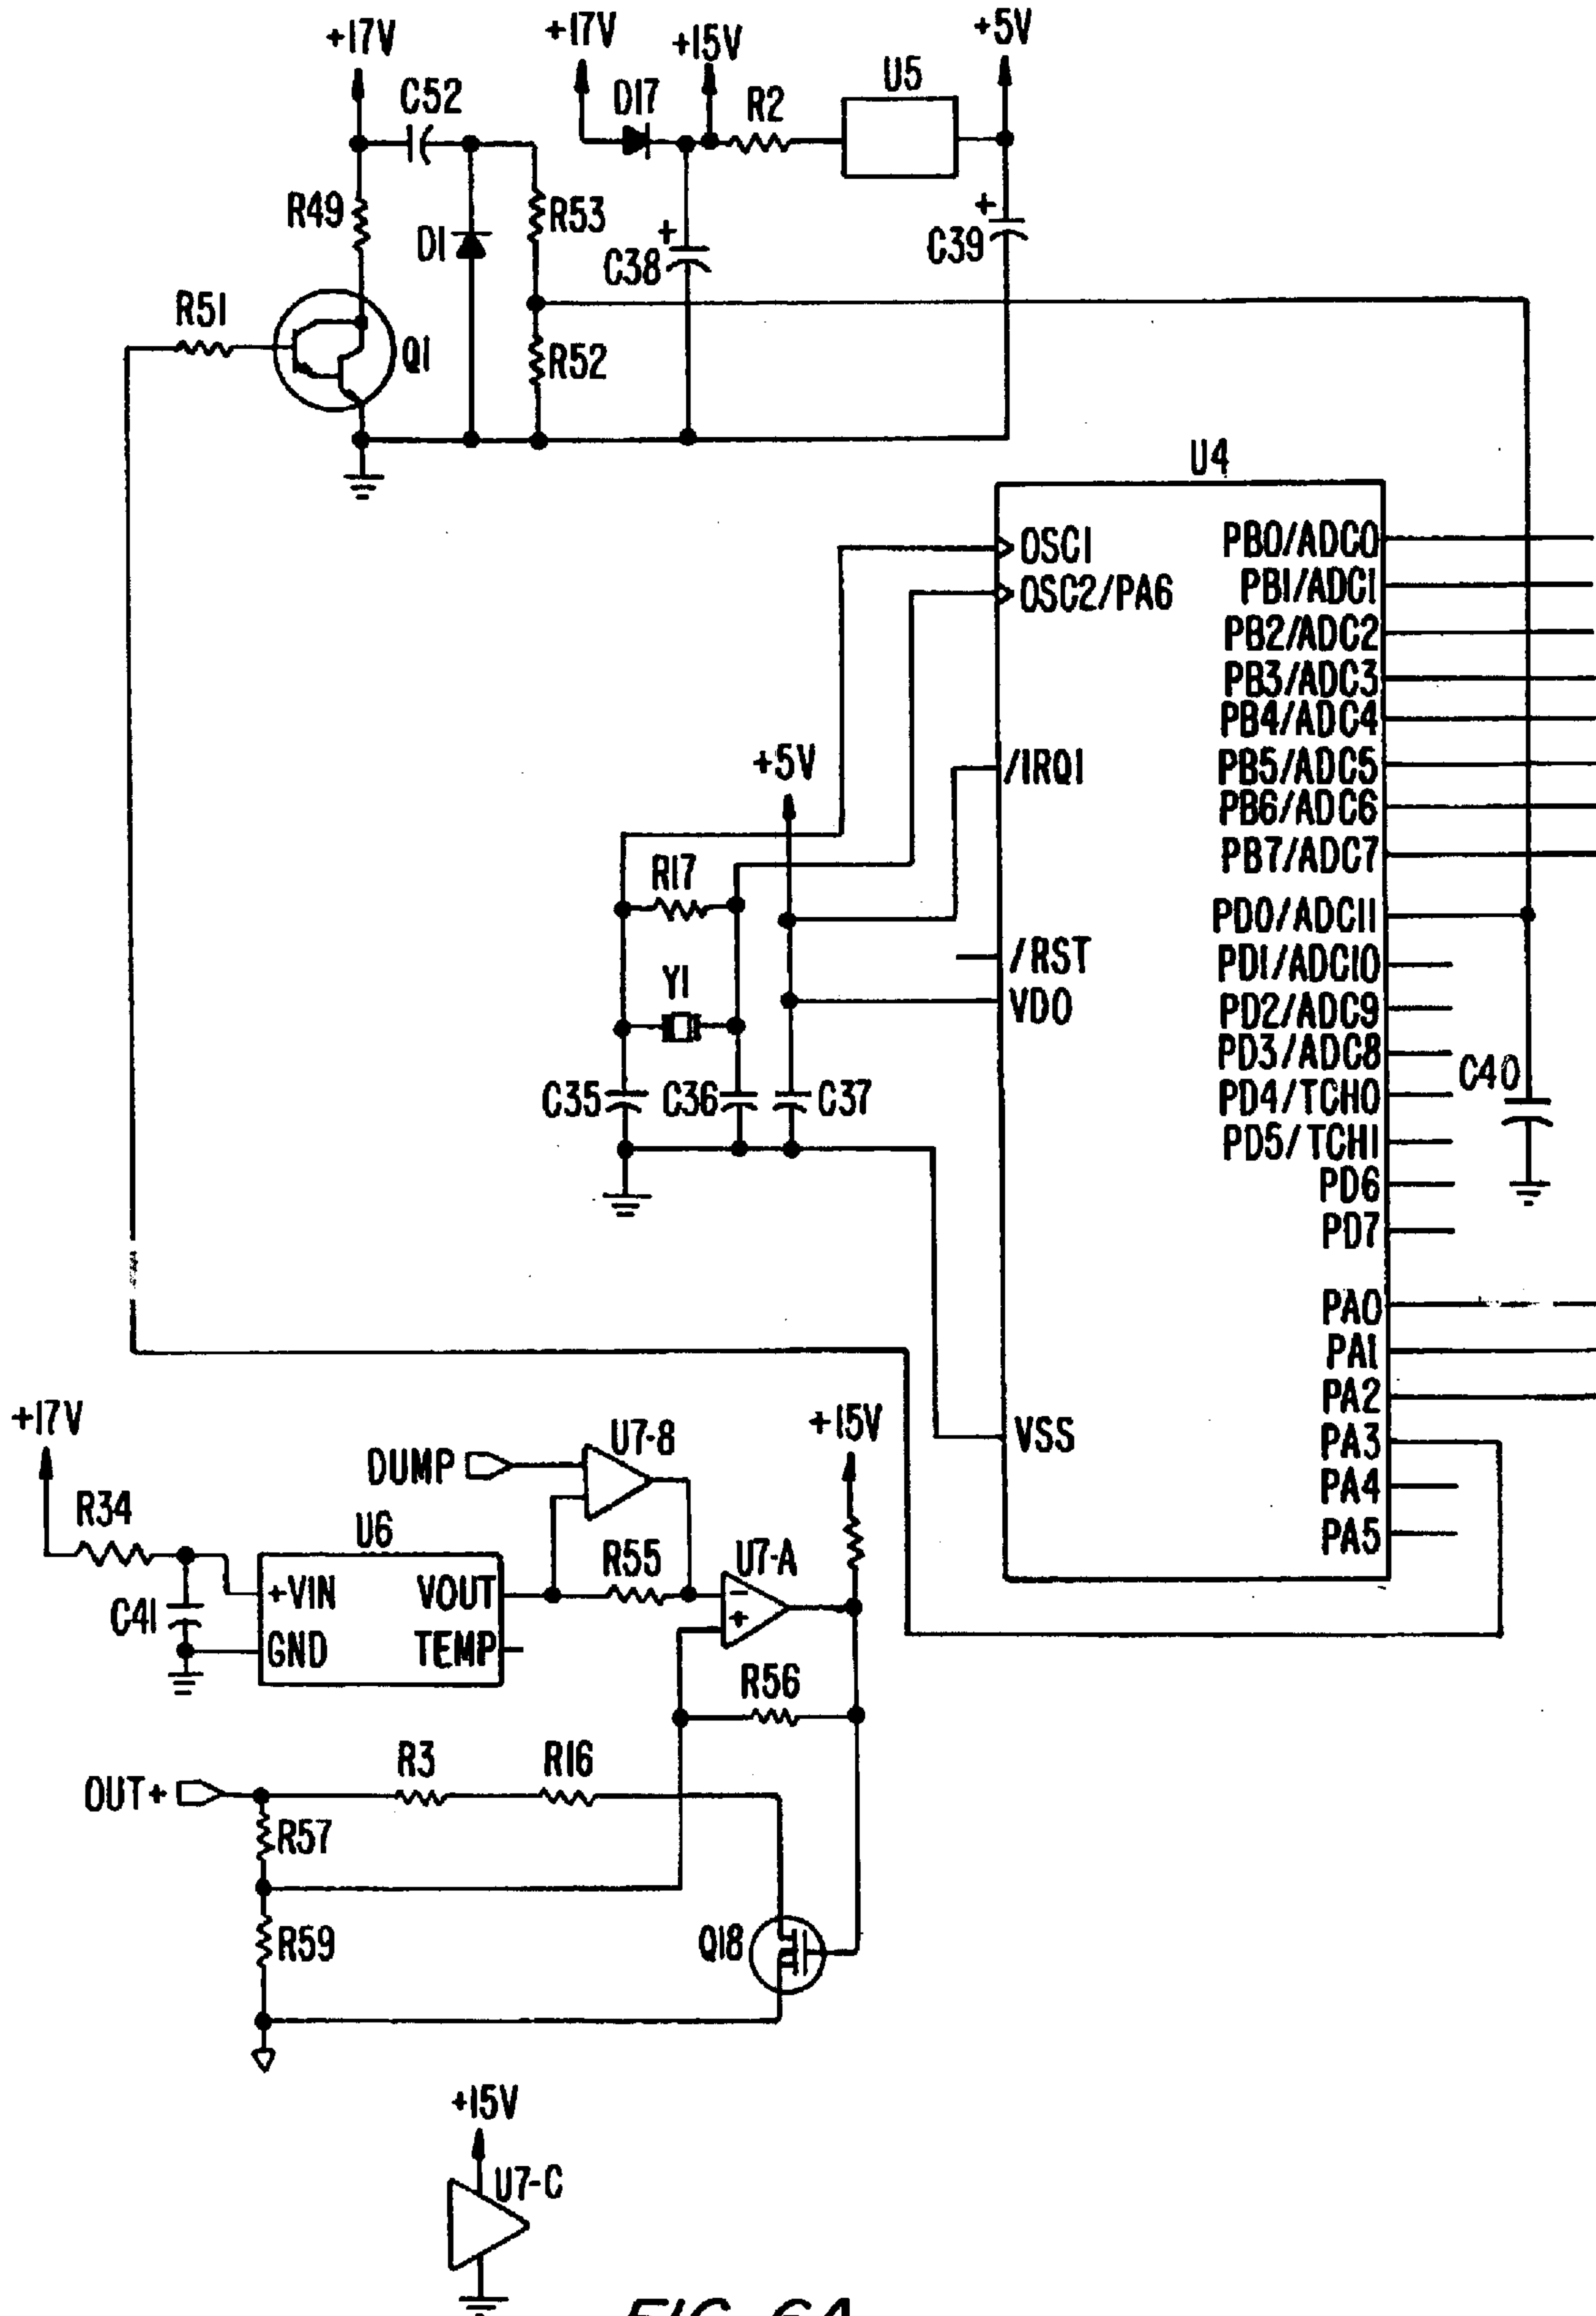 +17V
+17V
+15V
+5V
C52
D17
R2
U5
R49
D1
R53
C38
C39
R51
Q1
R52
U4
OSC1
OSC2/PA6
PB0/ADC0
PB1/ADC1
PB2/ADC2
PB3/ADC3
PB4/ADC4
PB5/ADC5
PB6/ADC6
PB7/ADC7
+5V
/IRQ1
R17
PD0/ADC11
/RST
PD1/ADC10
Y1
VDO
PD2/ADC9
PD3/ADC8
C40
C35
C36
C37
PD4/TCH0
PD5/TCH1
PD6
PD7
PA0
PA1
PA2
VSS
PA3
PA4
PA5
+17V
DUMP
U7-8
+15V
R34
U6
R55
U7-A
+VIN
VOUT
-
+
C41
GND
TEMP
R56
OUT+
R3
R16
R57
R59
Q18
+15V
U7-C
FIG. 6A
+
+